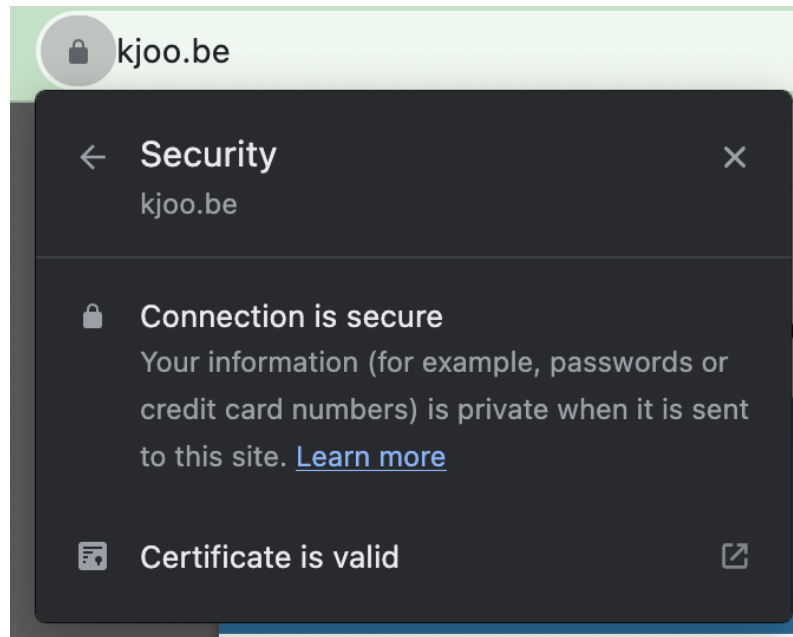 kjoo.be
Security
kjoo.be
Connection is secure
Your information (for example, passwords or
credit card numbers) is private when it is sent
to this site. Learn more
Certificate is valid